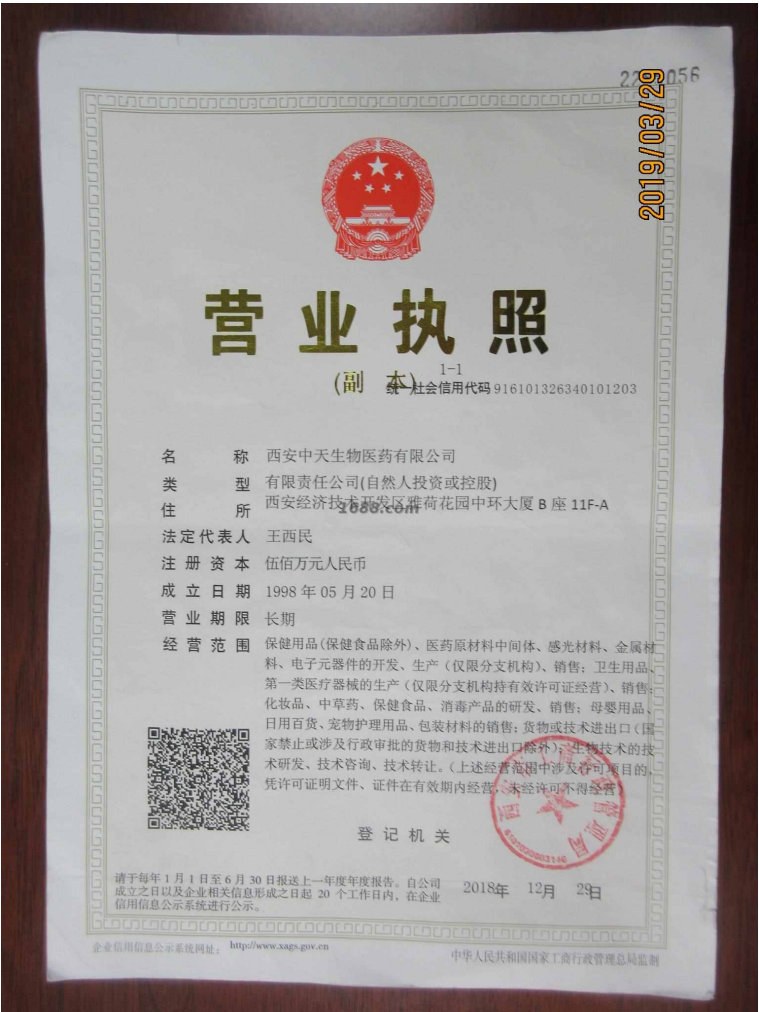 2019/03/29
营业执照
(副 本)
1-1
统一社会信用代码 916101326340101203
名 称 西安中天生物医药有限公司
类 型 有限责任公司(自然人投资或控股)
住 所 西安经济技术开发区雅荷花园中环大厦 B 座 11F-A
1688.com
法定代表人 王西民
注册资本 伍佰万元人民币
成立日期 1998 年 05 月 20 日
营业期限 长期
经营范围 保健用品(保健食品除外)、医药原材料中间体、感光材料、金属材
料、电子元器件的开发、生产（仅限分支机构）、销售；卫生用品、
第一类医疗器械的生产（仅限分支机构持有效许可证经营）、销售；
化妆品、中草药、保健食品、消毒产品的研发、销售；母婴用品、
日用百货、宠物护理用品、包装材料的销售；货物或技术进出口（国
家禁止或涉及行政审批的货物和技术进出口除外）；生物技术的技
术研发、技术咨询、技术转让。（上述经营范围中涉及许可项目的，
凭许可证明文件、证件在有效期内经营，未经许可不得经营）
登记机关
2018年 12月 29日
请于每年 1 月 1 日至 6 月 30 日报送上一年度年度报告。自公司
成立之日以及企业相关信息形成之日起 20 个工作日内，在企业
信用信息公示系统进行公示。
企业信用信息公示系统网址： http://www.xags.gov.cn
中华人民共和国国家工商行政管理总局监制